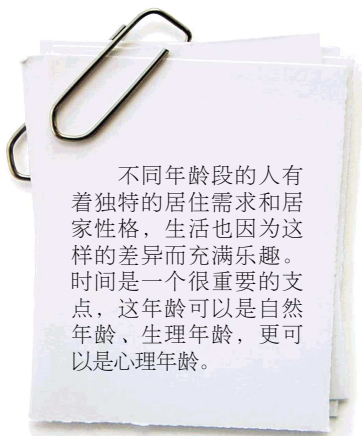 不同年龄段的人有
着独特的居住需求和居
家性格，生活也因为这
样的差异而充满乐趣。
时间是一个很重要的支
点，这年龄可以是自然
年龄、生理年龄，更可
以是心理年龄。